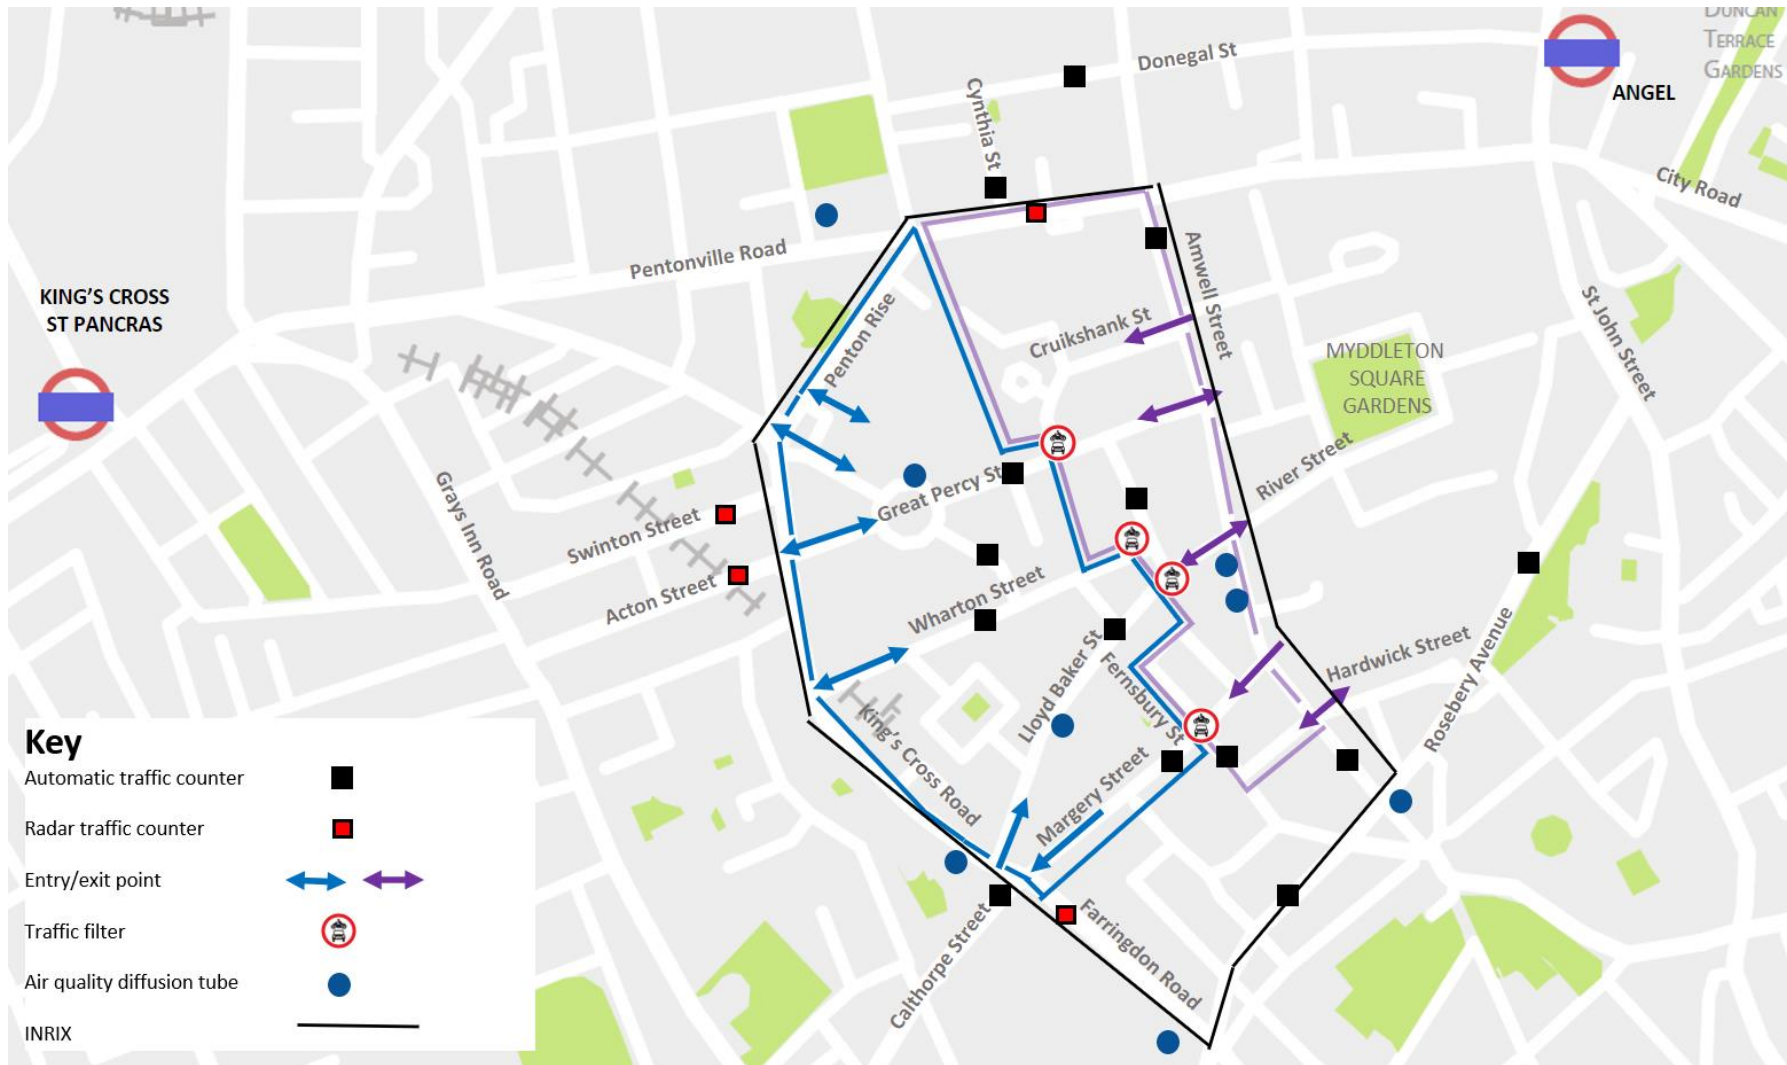 DUNCAN
TERRACE
GARDENS
Donegal St
ANGEL
Cynthia St
City Road
Pentonville Road
Amwell Street
KING'S CROSS
ST PANCRAS
Penton Rise
Cruikshank St
St John Street
MYDDLETON
SQUARE
GARDENS
River Street
Grays Inn Road
Great Percy St
Swinton Street
Acton Street
Wharton Street
Hardwick Street
Rosebery Avenue
Lloyd Baker St
Fernsbury St
King's Cross Road
Margery Street
Farringdon Road
Calthorpe Street
Key
Automatic traffic counter
Radar traffic counter
Entry/exit point
Traffic filter
Air quality diffusion tube
INRIX